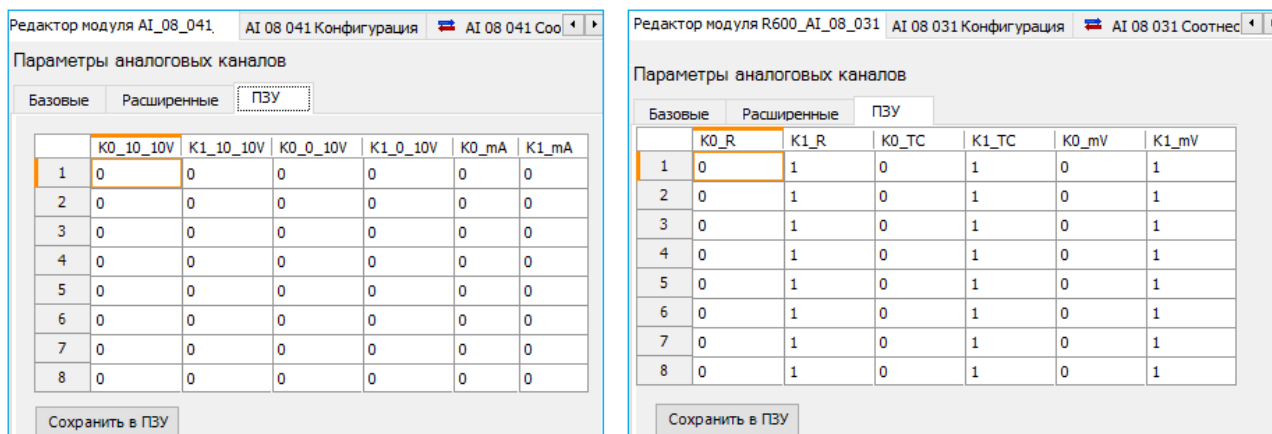 Редактор модуля AI_08_041 AI 08 041 Конфигурация AI 08 041 Соо
Параметры аналоговых каналов
Базовые Расширенные ПЗУ
K0_10_10V K1_10_10V K0_0_10V K1_0_10V K0_mA K1_mA
1 0 0 0 0 0 0
2 0 0 0 0 0 0
3 0 0 0 0 0 0
4 0 0 0 0 0 0
5 0 0 0 0 0 0
6 0 0 0 0 0 0
7 0 0 0 0 0 0
8 0 0 0 0 0 0
Сохранить в ПЗУ
Редактор модуля R600_AI_08_031 AI 08 031 Конфигурация AI 08 031 Соотнес
Параметры аналоговых каналов
Базовые Расширенные ПЗУ
K0_R K1_R K0_TC K1_TC K0_mV K1_mV
1 0 1 0 1 0 1
2 0 1 0 1 0 1
3 0 1 0 1 0 1
4 0 1 0 1 0 1
5 0 1 0 1 0 1
6 0 1 0 1 0 1
7 0 1 0 1 0 1
8 0 1 0 1 0 1
Сохранить в ПЗУ